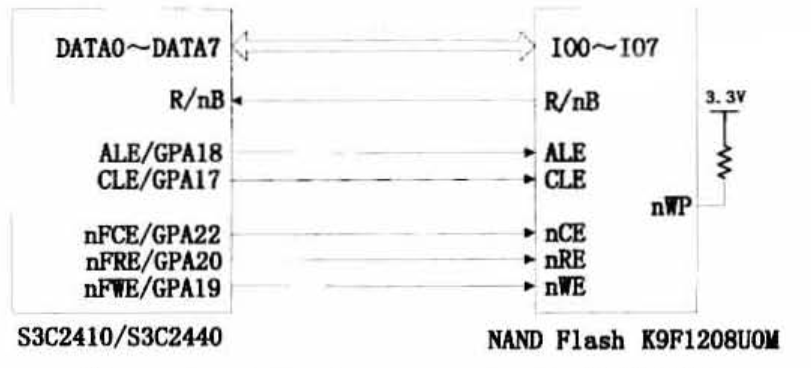 DATA0～DATA7 IO0～IO7
R/nB R/nB 3.3V
ALE/GPA18 ALE
CLE/GPA17 CLE
nWP
nFCE/GPA22 nCE
nFRE/GPA20 nRE
nFWE/GPA19 nWE
S3C2410/S3C2440 NAND Flash K9F1208U0M